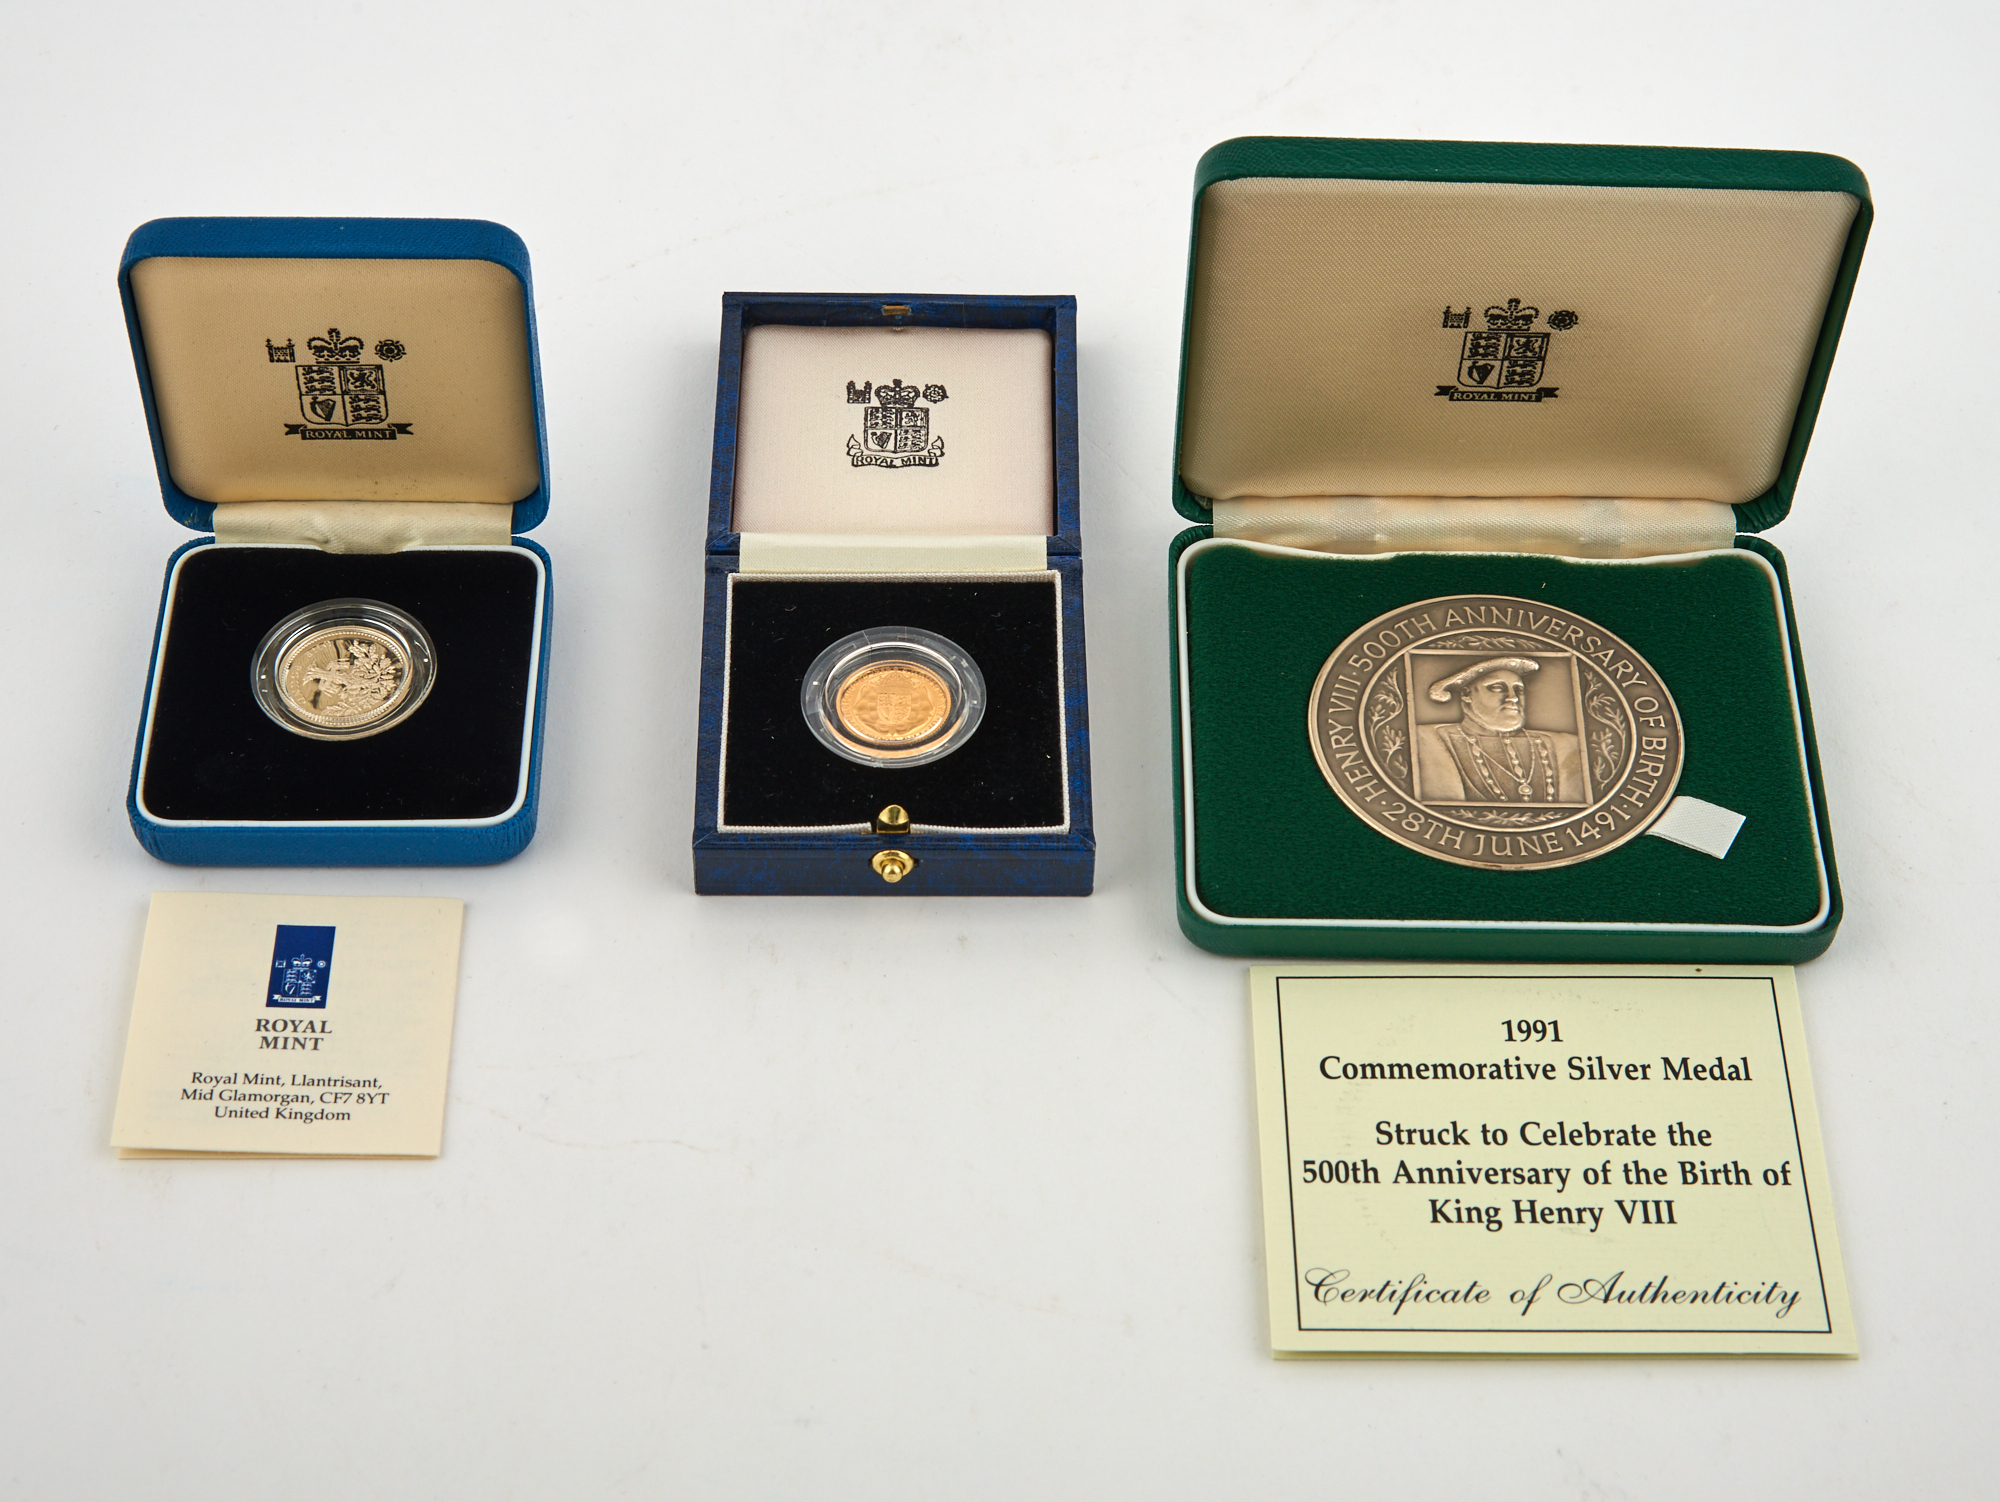 ROYAL MINT
ROYAL MINT
ROYAL MINT
HENRY VIII · 500TH ANNIVERSARY OF BIRTH · 28TH JUNE 1491 ·
ROYAL MINT
ROYAL
MINT
Royal Mint, Llantrisant,
Mid Glamorgan, CF7 8YT
United Kingdom
1991
Commemorative Silver Medal
Struck to Celebrate the
500th Anniversary of the Birth of
King Henry VIII
Certificate of Authenticity